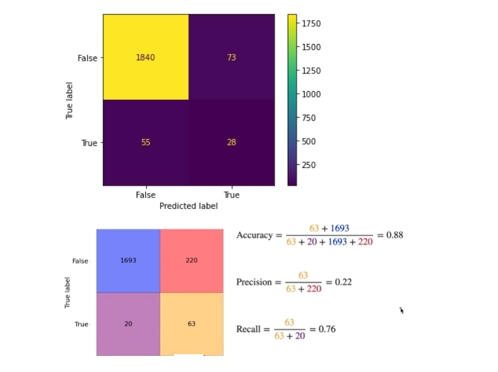 1750
1500
1250
1000
750
500
250
True label
False
1840
73
True
55
28
False
True
Predicted label
True label
False
1693
220
True
20
63
Accuracy = 63 + 1693 / 63 + 20 + 1693 + 220 = 0.88
Precision = 63 / 63 + 220 = 0.22
Recall = 63 / 63 + 20 = 0.76